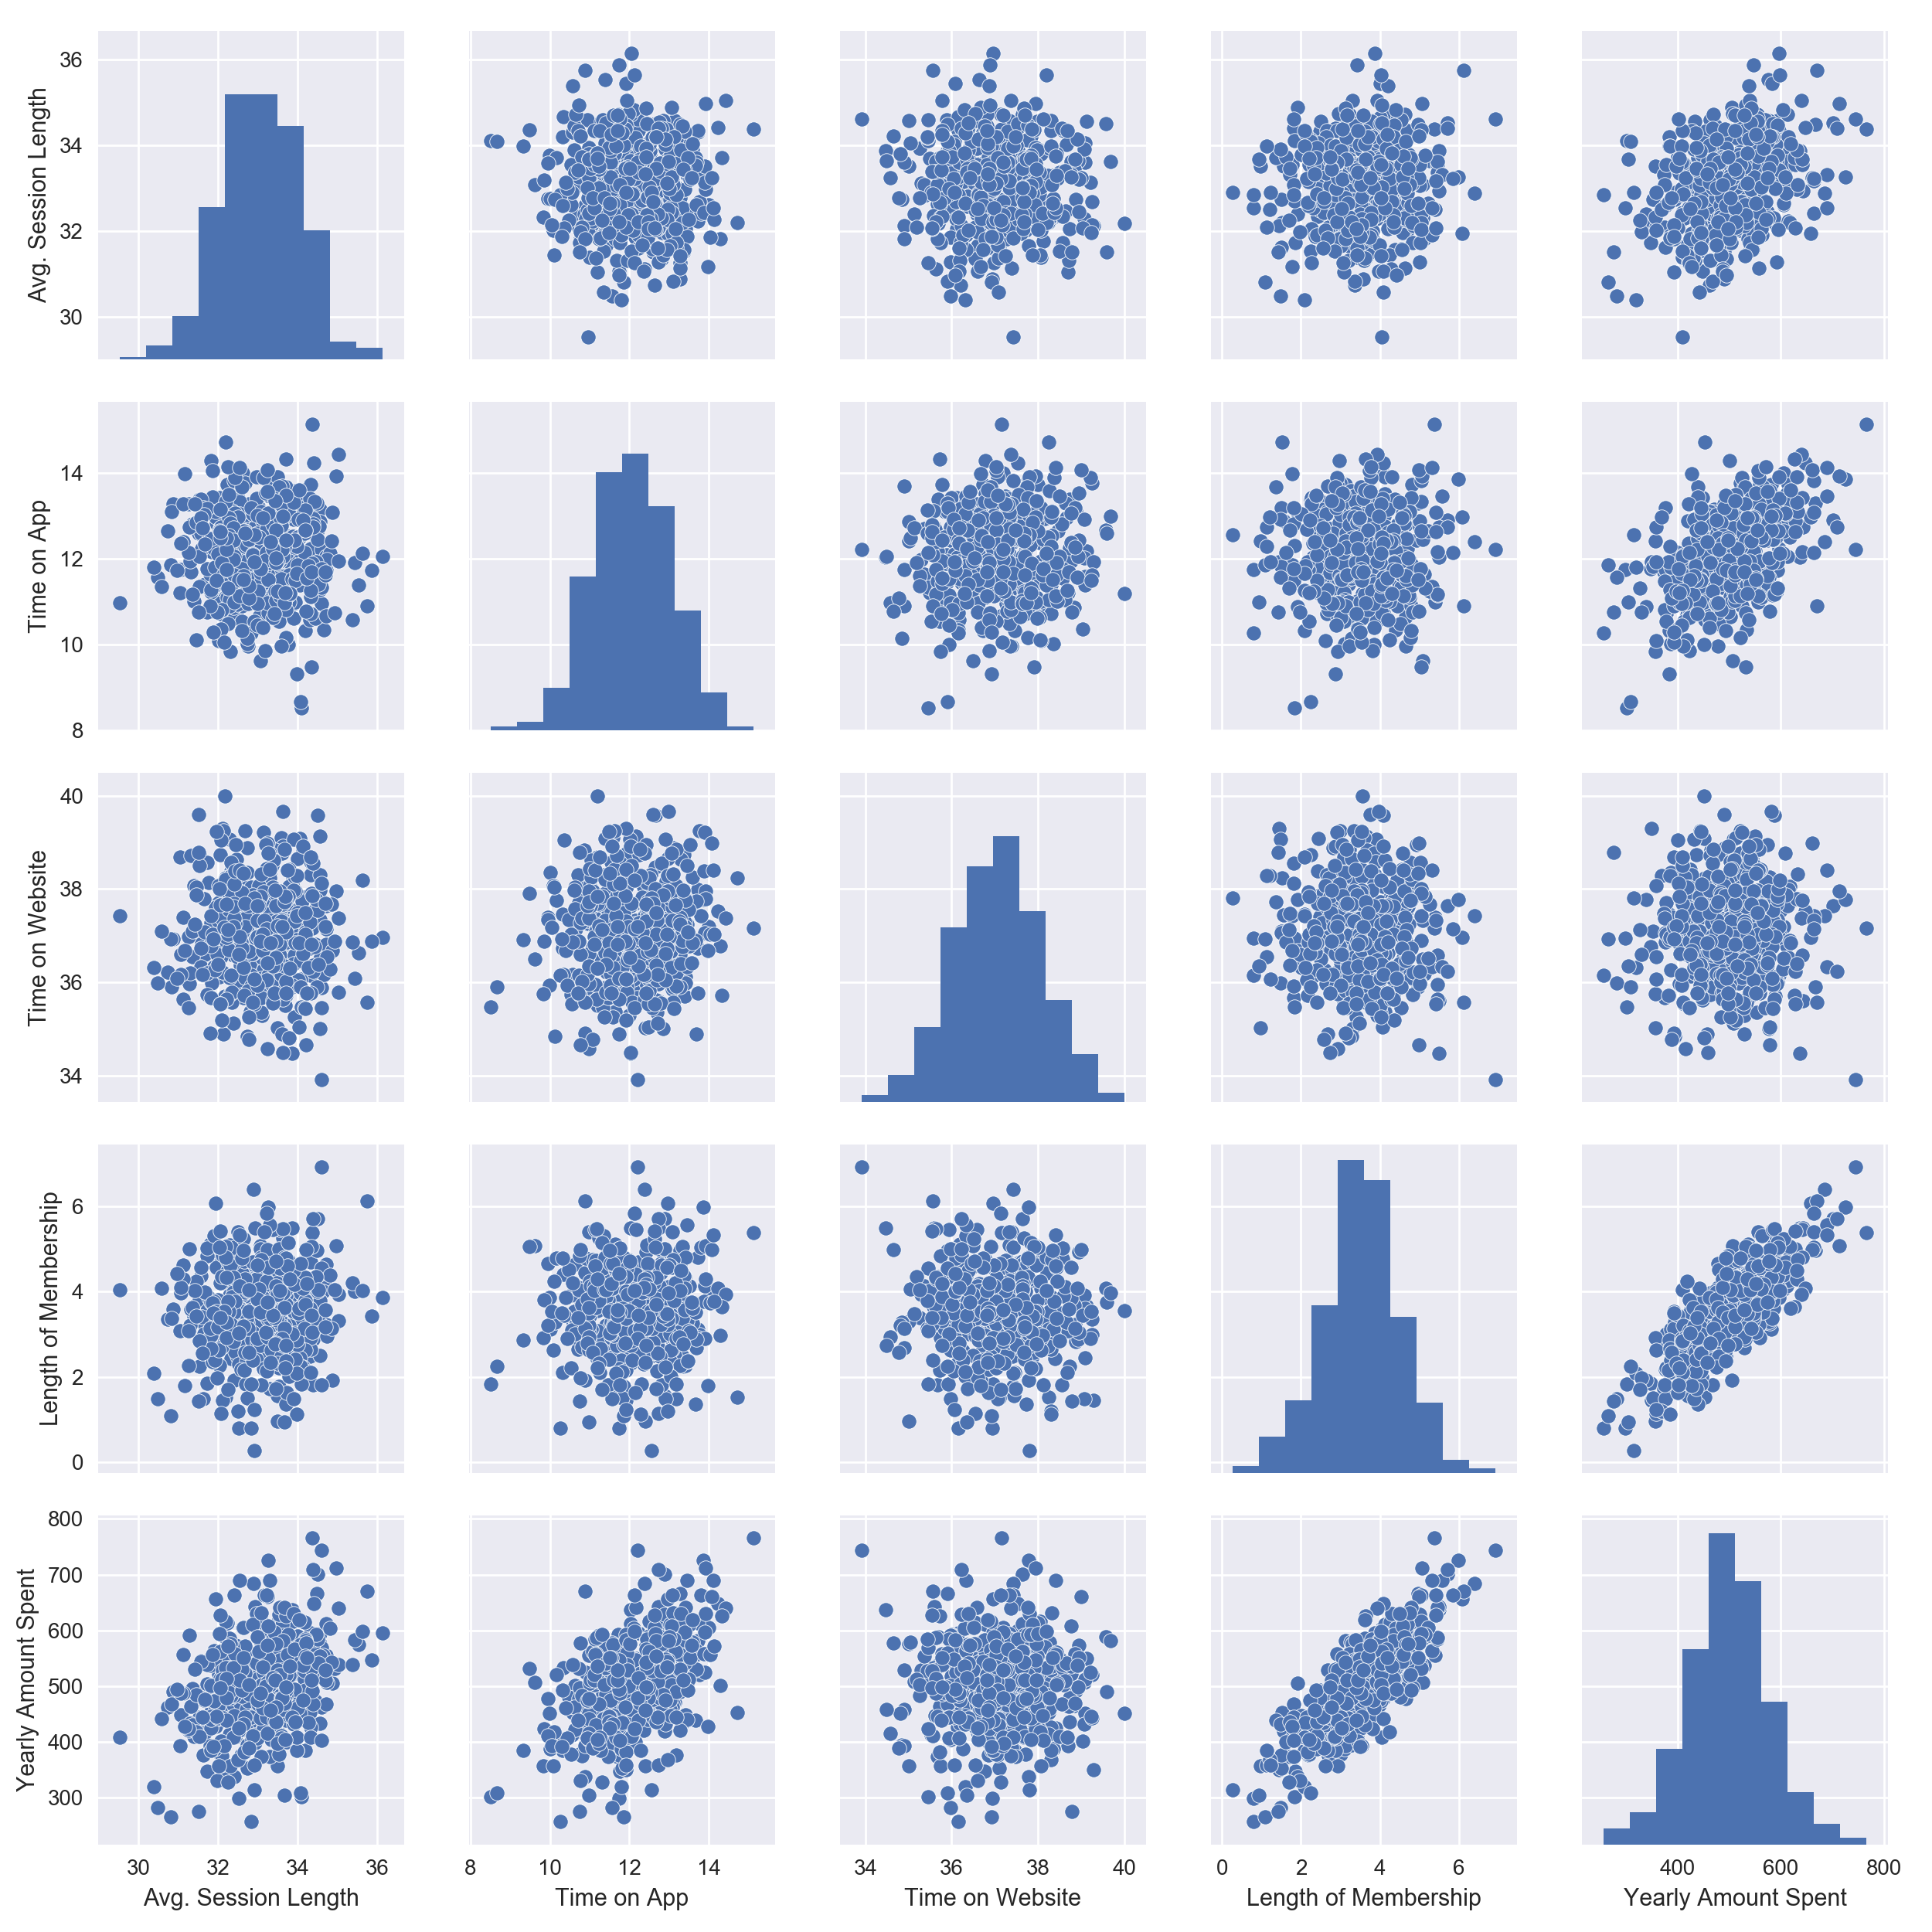 36
34
32
30
Avg. Session Length
14
12
10
8
Time on App
40
38
36
34
Time on Website
6
4
2
0
Length of Membership
800
700
600
500
400
300
Yearly Amount Spent
30 32 34 36
8 10 12 14
34 36 38 40
0 2 4 6
400 600 800
Avg. Session Length
Time on App
Time on Website
Length of Membership
Yearly Amount Spent